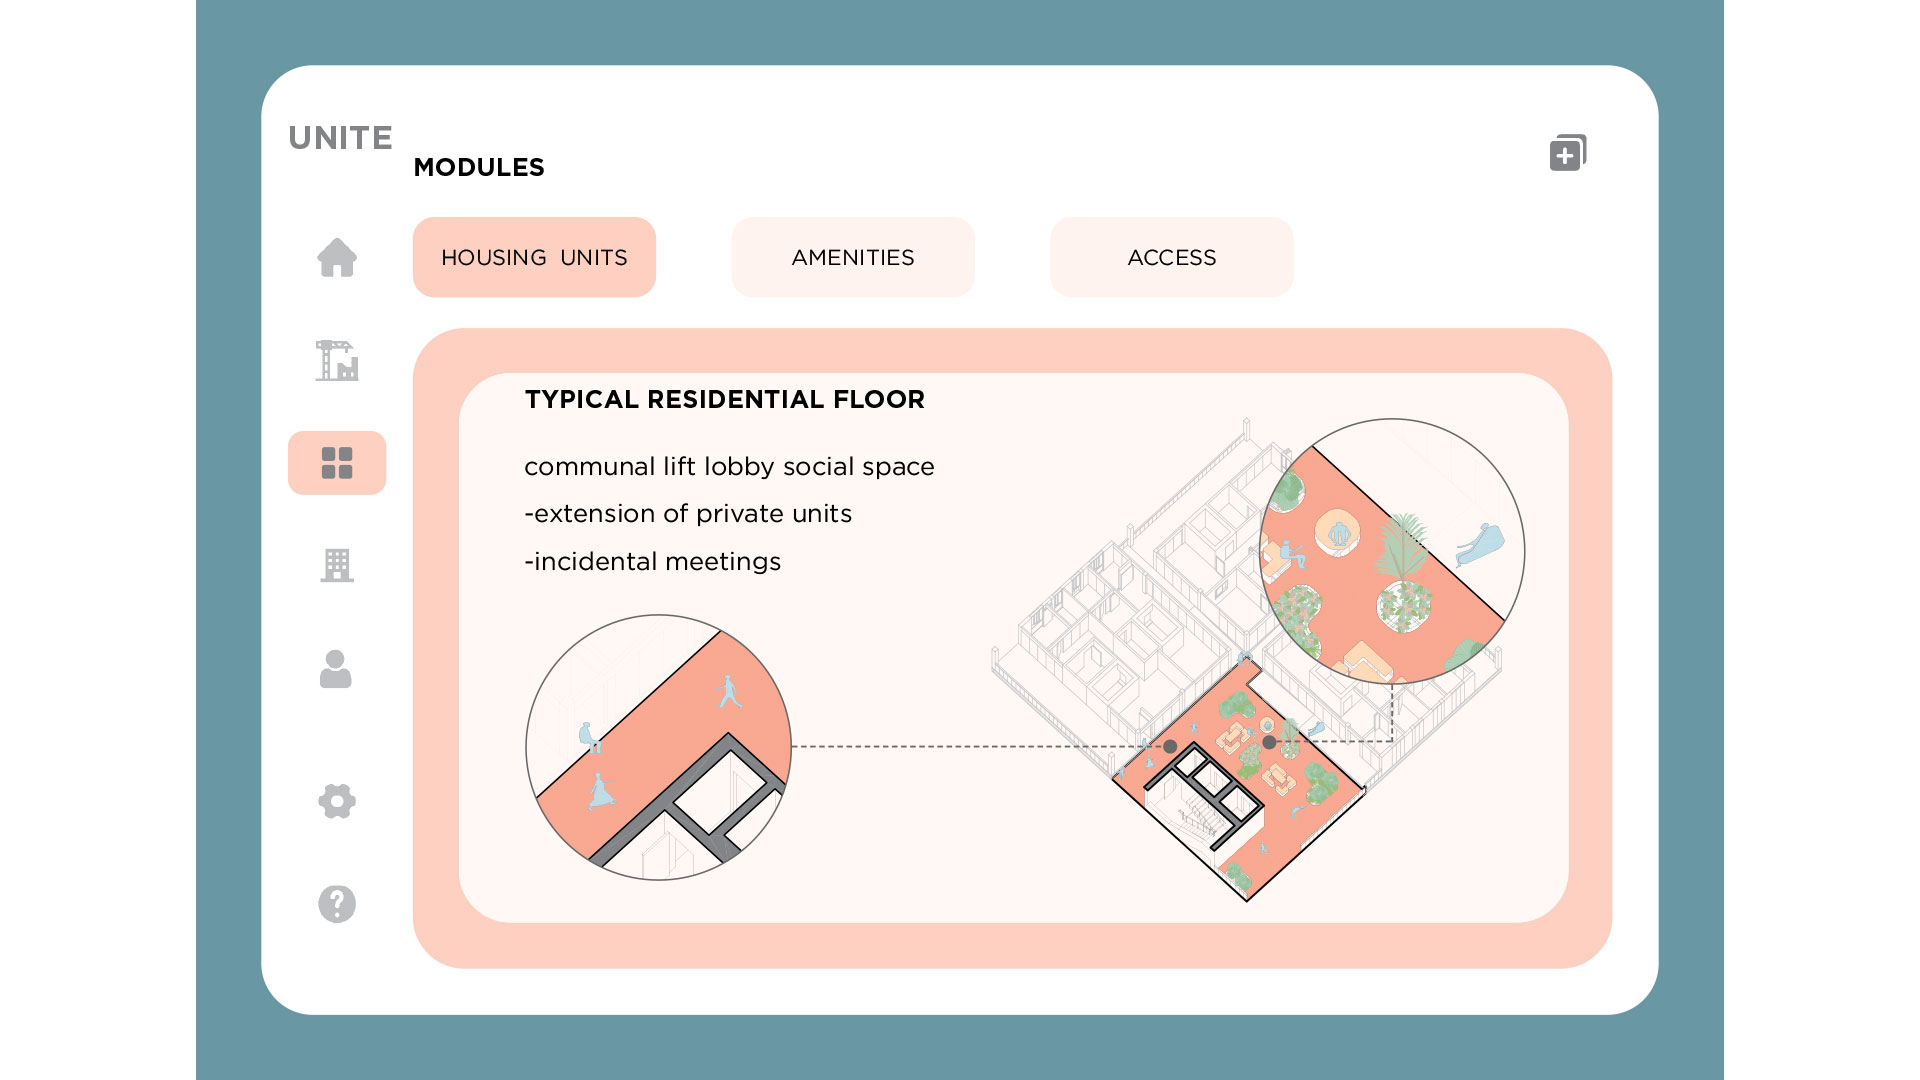 UNITE
MODULES
HOUSING UNITS
AMENITIES
ACCESS
TYPICAL RESIDENTIAL FLOOR
communal lift lobby social space
-extension of private units
-incidental meetings